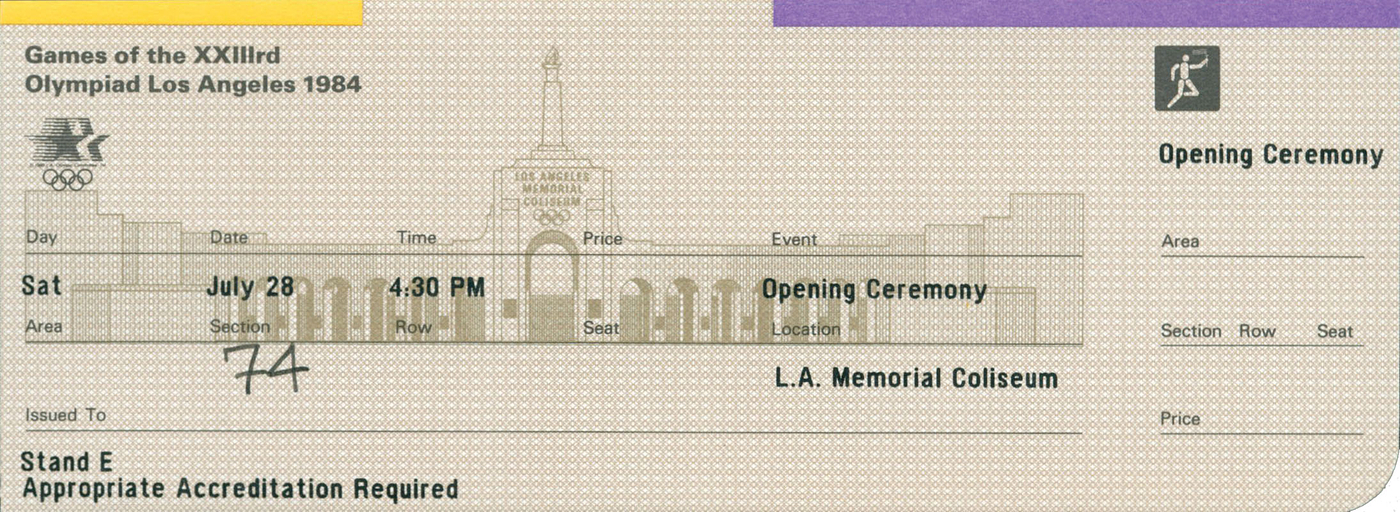 Games of the XXIIIrd
Olympiad Los Angeles 1984
LOS ANGELES
MEMORIAL
COLISEUM
Opening Ceremony
Day Date Time Price Event
Area
Sat July 28 4:30 PM Opening Ceremony
Area Section Row Seat Location
Section Row Seat
74
L.A. Memorial Coliseum
Issued To
Price
Stand E
Appropriate Accreditation Required